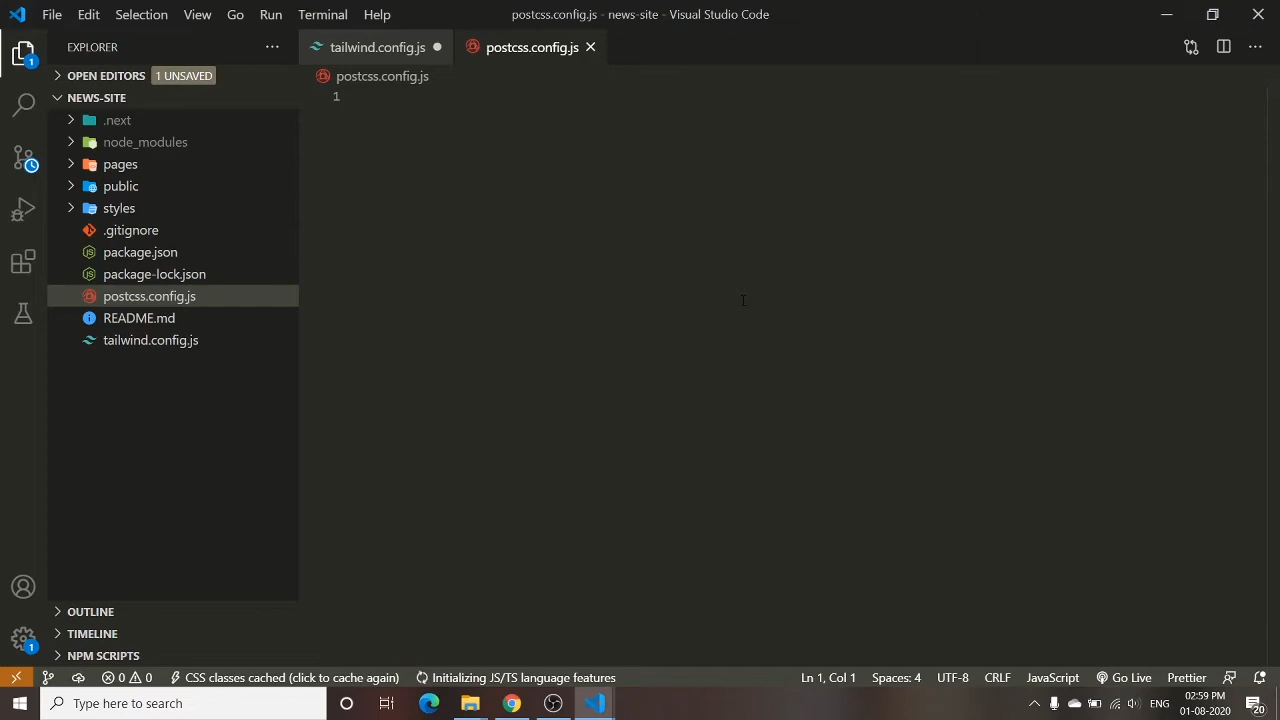 File Edit Selection View Go Run Terminal Help
postcss.config.js - news-site - Visual Studio Code
EXPLORER
tailwind.config.js
postcss.config.js
1
OPEN EDITORS 1 UNSAVED
postcss.config.js
NEWS-SITE
1
.next
node_modules
pages
public
styles
.gitignore
package.json
package-lock.json
postcss.config.js
README.md
tailwind.config.js
OUTLINE
TIMELINE
1
NPM SCRIPTS
0 0 CSS classes cached (click to cache again) Initializing JS/TS language features Ln 1, Col 1 Spaces: 4 UTF-8 CRLF JavaScript Go Live Prettier
Type here to search
ENG
02:59 PM
01-08-2020
20